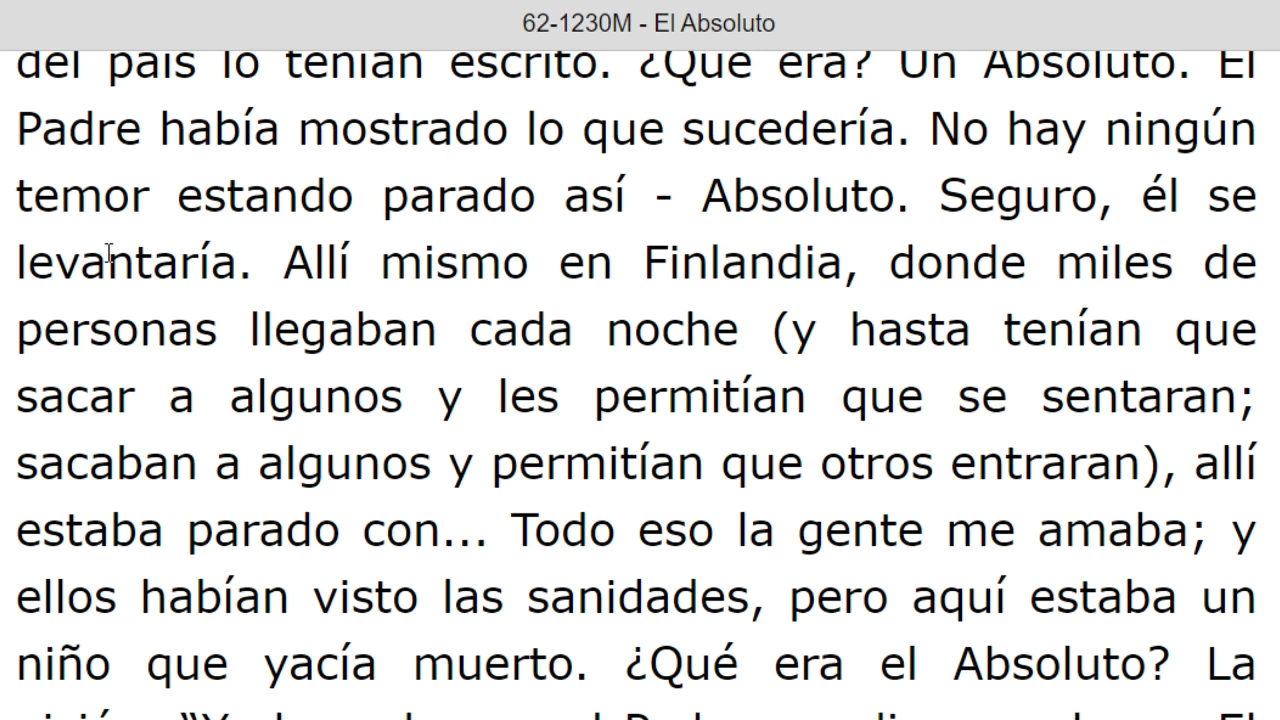 62-1230M - El Absoluto
del país lo tenían escrito. ¿Qué era? Un Absoluto. El
Padre había mostrado lo que sucedería. No hay ningún
temor estando parado así - Absoluto. Seguro, él se
levantaría. Allí mismo en Finlandia, donde miles de
personas llegaban cada noche (y hasta tenían que
sacar a algunos y les permitían que se sentaran;
sacaban a algunos y permitían que otros entraran), allí
estaba parado con... Todo eso la gente me amaba; y
ellos habían visto las sanidades, pero aquí estaba un
niño que yacía muerto. ¿Qué era el Absoluto? La